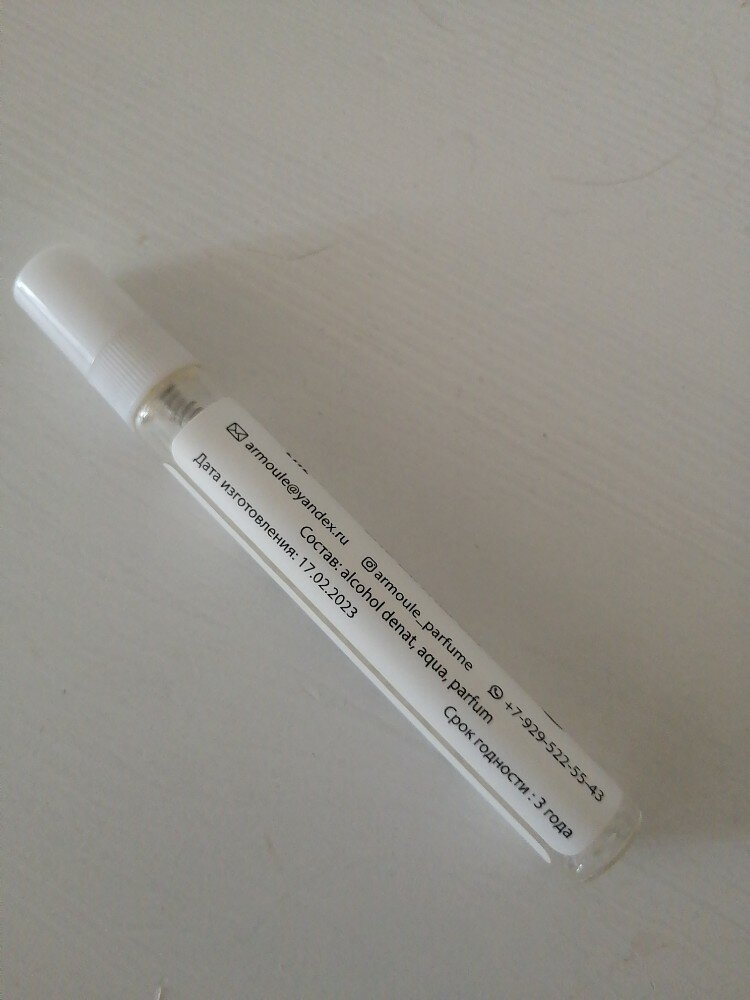 armoule@yandex.ru armoule_parfume +7-929-522-55-43
Состав: alcohol denat, aqua, parfum
Дата изготовления: 17.02.2023 Срок годности : 3 года